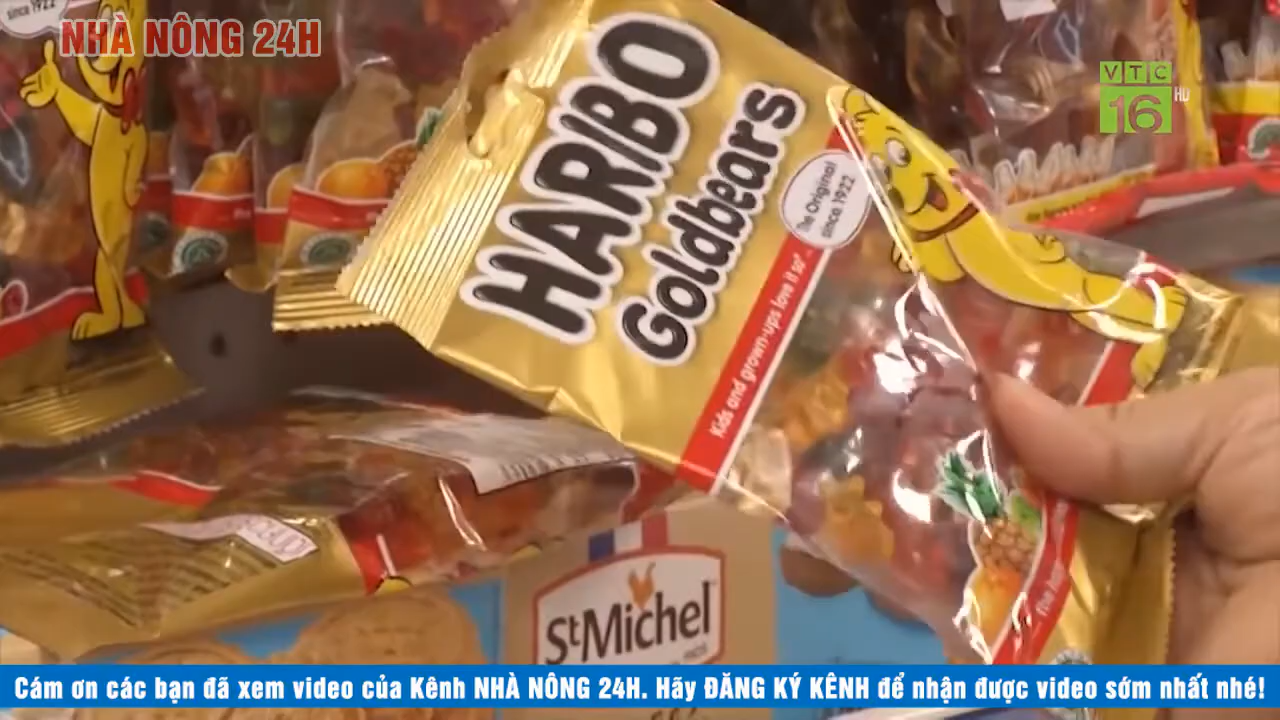 since 1922
NHÀ NÔNG 24H
VTC
16
HD
HARIBO
Goldbears
The Original
since 1922
Kids and grown-ups love it so
St Michel
Cám ơn các bạn đã xem video của Kênh NHÀ NÔNG 24H. Hãy ĐĂNG KÝ KÊNH để nhận được video sớm nhất nhé!